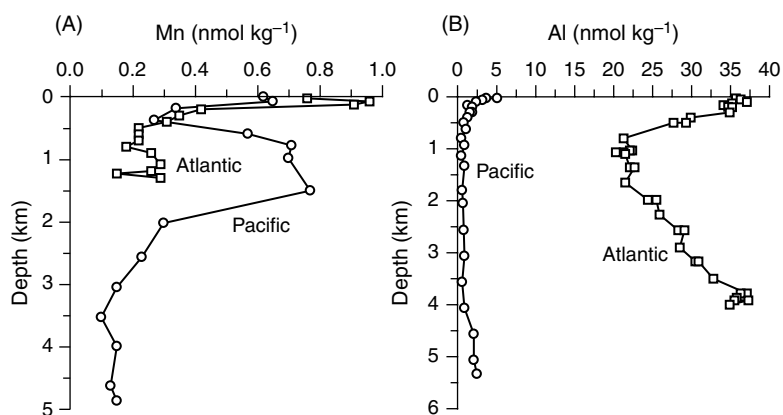 (A)
Mn (nmol kg⁻¹)
0.0 0.2 0.4 0.6 0.8 1.0
0
1
2
3
4
5
Depth (km)
Atlantic
Pacific
(B)
Al (nmol kg⁻¹)
0 5 10 15 20 25 30 35 40
0
1
2
3
4
5
6
Depth (km)
Pacific
Atlantic